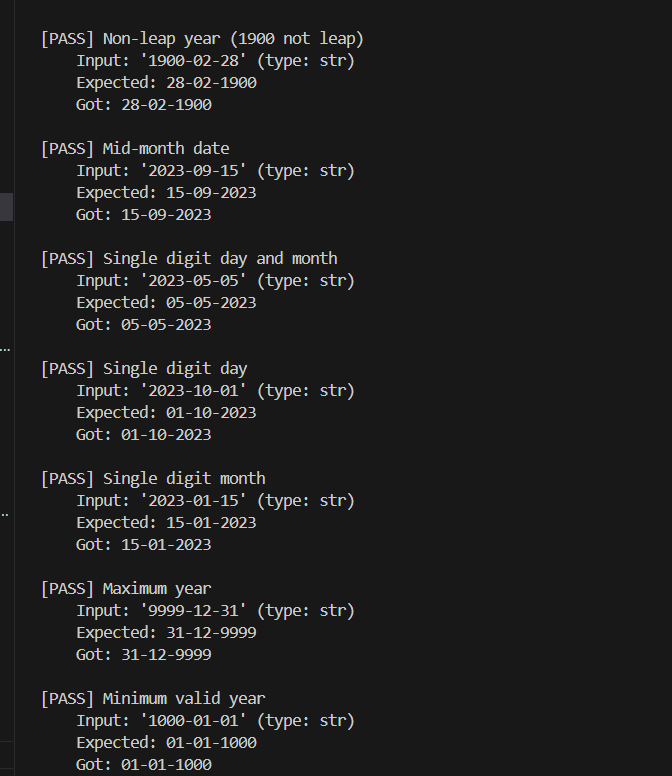 [PASS] Non-leap year (1900 not leap)
Input: '1900-02-28' (type: str)
Expected: 28-02-1900
Got: 28-02-1900
[PASS] Mid-month date
Input: '2023-09-15' (type: str)
Expected: 15-09-2023
Got: 15-09-2023
[PASS] Single digit day and month
Input: '2023-05-05' (type: str)
Expected: 05-05-2023
Got: 05-05-2023
[PASS] Single digit day
Input: '2023-10-01' (type: str)
Expected: 01-10-2023
Got: 01-10-2023
[PASS] Single digit month
Input: '2023-01-15' (type: str)
Expected: 15-01-2023
Got: 15-01-2023
[PASS] Maximum year
Input: '9999-12-31' (type: str)
Expected: 31-12-9999
Got: 31-12-9999
[PASS] Minimum valid year
Input: '1000-01-01' (type: str)
Expected: 01-01-1000
Got: 01-01-1000